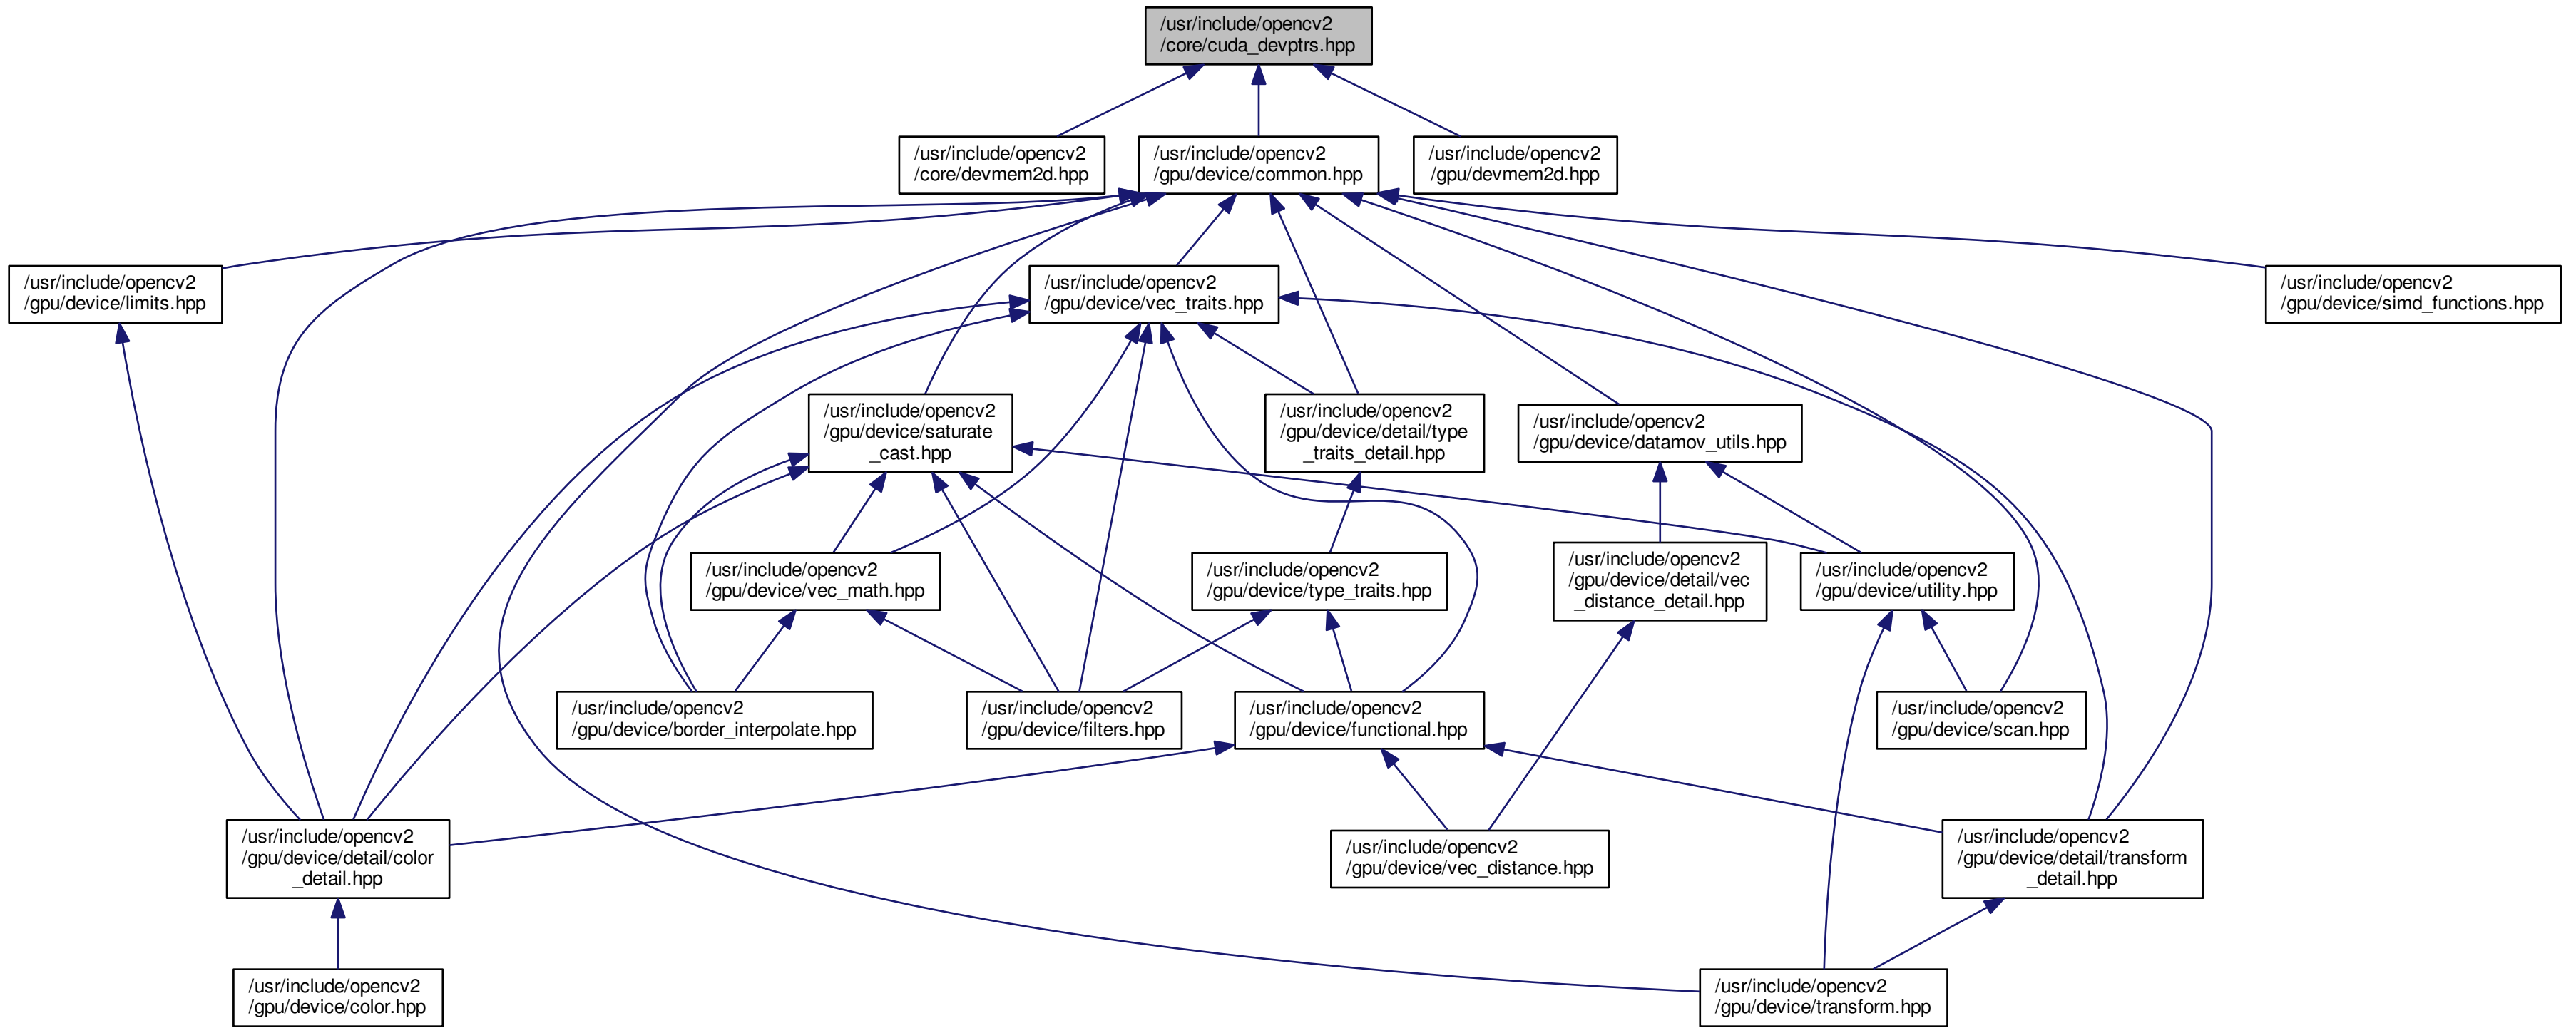 /usr/include/opencv2
/core/cuda_devptrs.hpp
/usr/include/opencv2
/core/devmem2d.hpp
/usr/include/opencv2
/gpu/device/common.hpp
/usr/include/opencv2
/gpu/devmem2d.hpp
/usr/include/opencv2
/gpu/device/limits.hpp
/usr/include/opencv2
/gpu/device/vec_traits.hpp
/usr/include/opencv2
/gpu/device/simd_functions.hpp
/usr/include/opencv2
/gpu/device/saturate
_cast.hpp
/usr/include/opencv2
/gpu/device/detail/type
_traits_detail.hpp
/usr/include/opencv2
/gpu/device/datamov_utils.hpp
/usr/include/opencv2
/gpu/device/vec_math.hpp
/usr/include/opencv2
/gpu/device/type_traits.hpp
/usr/include/opencv2
/gpu/device/detail/vec
_distance_detail.hpp
/usr/include/opencv2
/gpu/device/utility.hpp
/usr/include/opencv2
/gpu/device/border_interpolate.hpp
/usr/include/opencv2
/gpu/device/filters.hpp
/usr/include/opencv2
/gpu/device/functional.hpp
/usr/include/opencv2
/gpu/device/scan.hpp
/usr/include/opencv2
/gpu/device/detail/color
_detail.hpp
/usr/include/opencv2
/gpu/device/vec_distance.hpp
/usr/include/opencv2
/gpu/device/detail/transform
_detail.hpp
/usr/include/opencv2
/gpu/device/color.hpp
/usr/include/opencv2
/gpu/device/transform.hpp